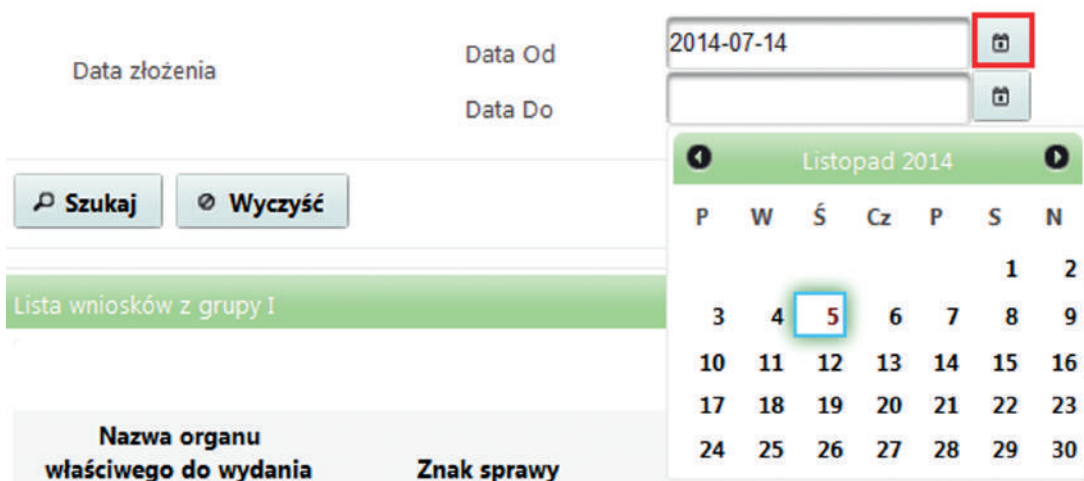 Data złożenia
Data Od
2014-07-14
Data Do
Szukaj
Wyczyść
Listopad 2014
P W Ś Cz P S N
1 2
3 4 5 6 7 8 9
10 11 12 13 14 15 16
17 18 19 20 21 22 23
24 25 26 27 28 29 30
Lista wniosków z grupy I
Nazwa organu
właściwego do wydania
Znak sprawy